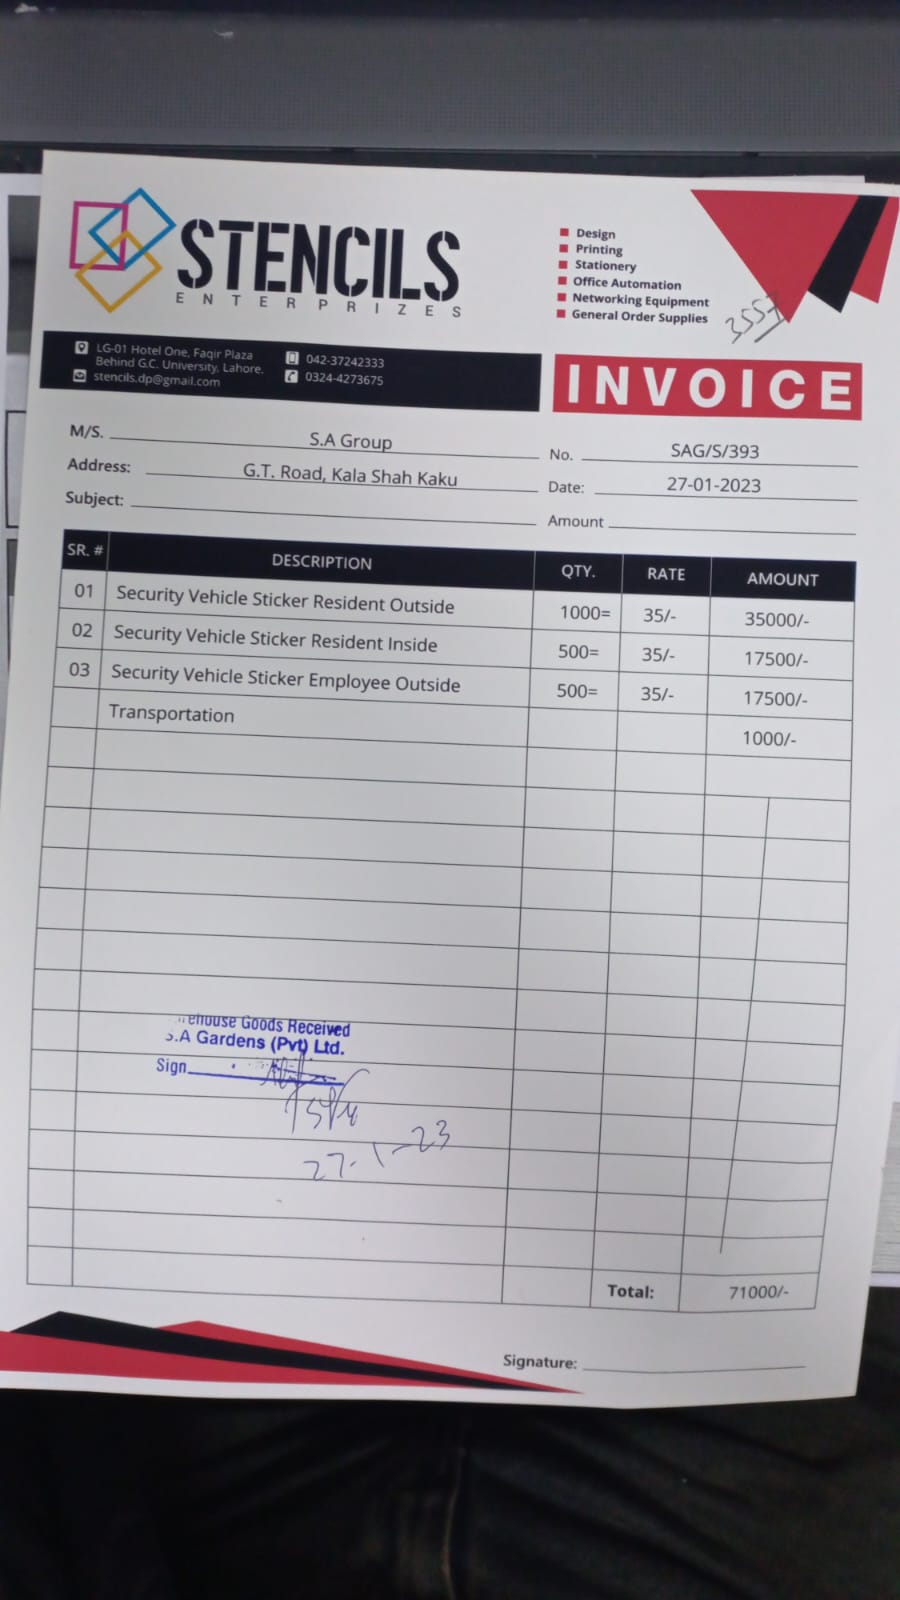 STENCILS
ENTERPRIZES
Design
Printing
Stationery
Office Automation
Networking Equipment
General Order Supplies
3557
LG-01 Hotel One, Faqir Plaza
Behind G.C. University, Lahore.
stencils.dp@gmail.com
042-37242333
0324-4273675
INVOICE
M/S. S.A Group
No. SAG/S/393
Address: G.T. Road, Kala Shah Kaku
Date: 27-01-2023
Subject:
Amount
SR. # DESCRIPTION QTY. RATE AMOUNT
01 Security Vehicle Sticker Resident Outside 1000= 35/- 35000/-
02 Security Vehicle Sticker Resident Inside 500= 35/- 17500/-
03 Security Vehicle Sticker Employee Outside 500= 35/- 17500/-
Transportation 1000/-
ehouse Goods Received
S.A Gardens (Pvt) Ltd.
Sign
27-1-23
Total: 71000/-
Signature: